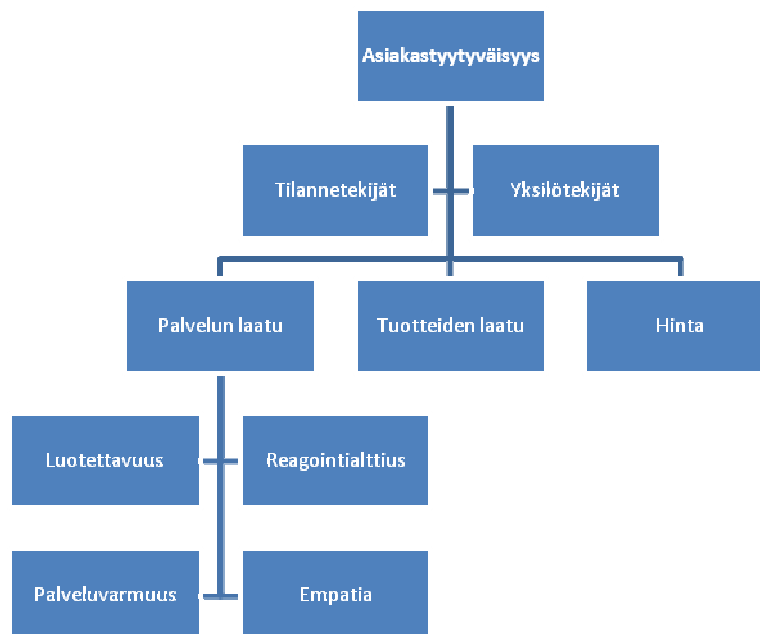 Asiakastyytyväisyys
Tilannetekijät
Yksilötekijät
Palvelun laatu
Tuotteiden laatu
Hinta
Luotettavuus
Reagointialttius
Palveluvarmuus
Empatia